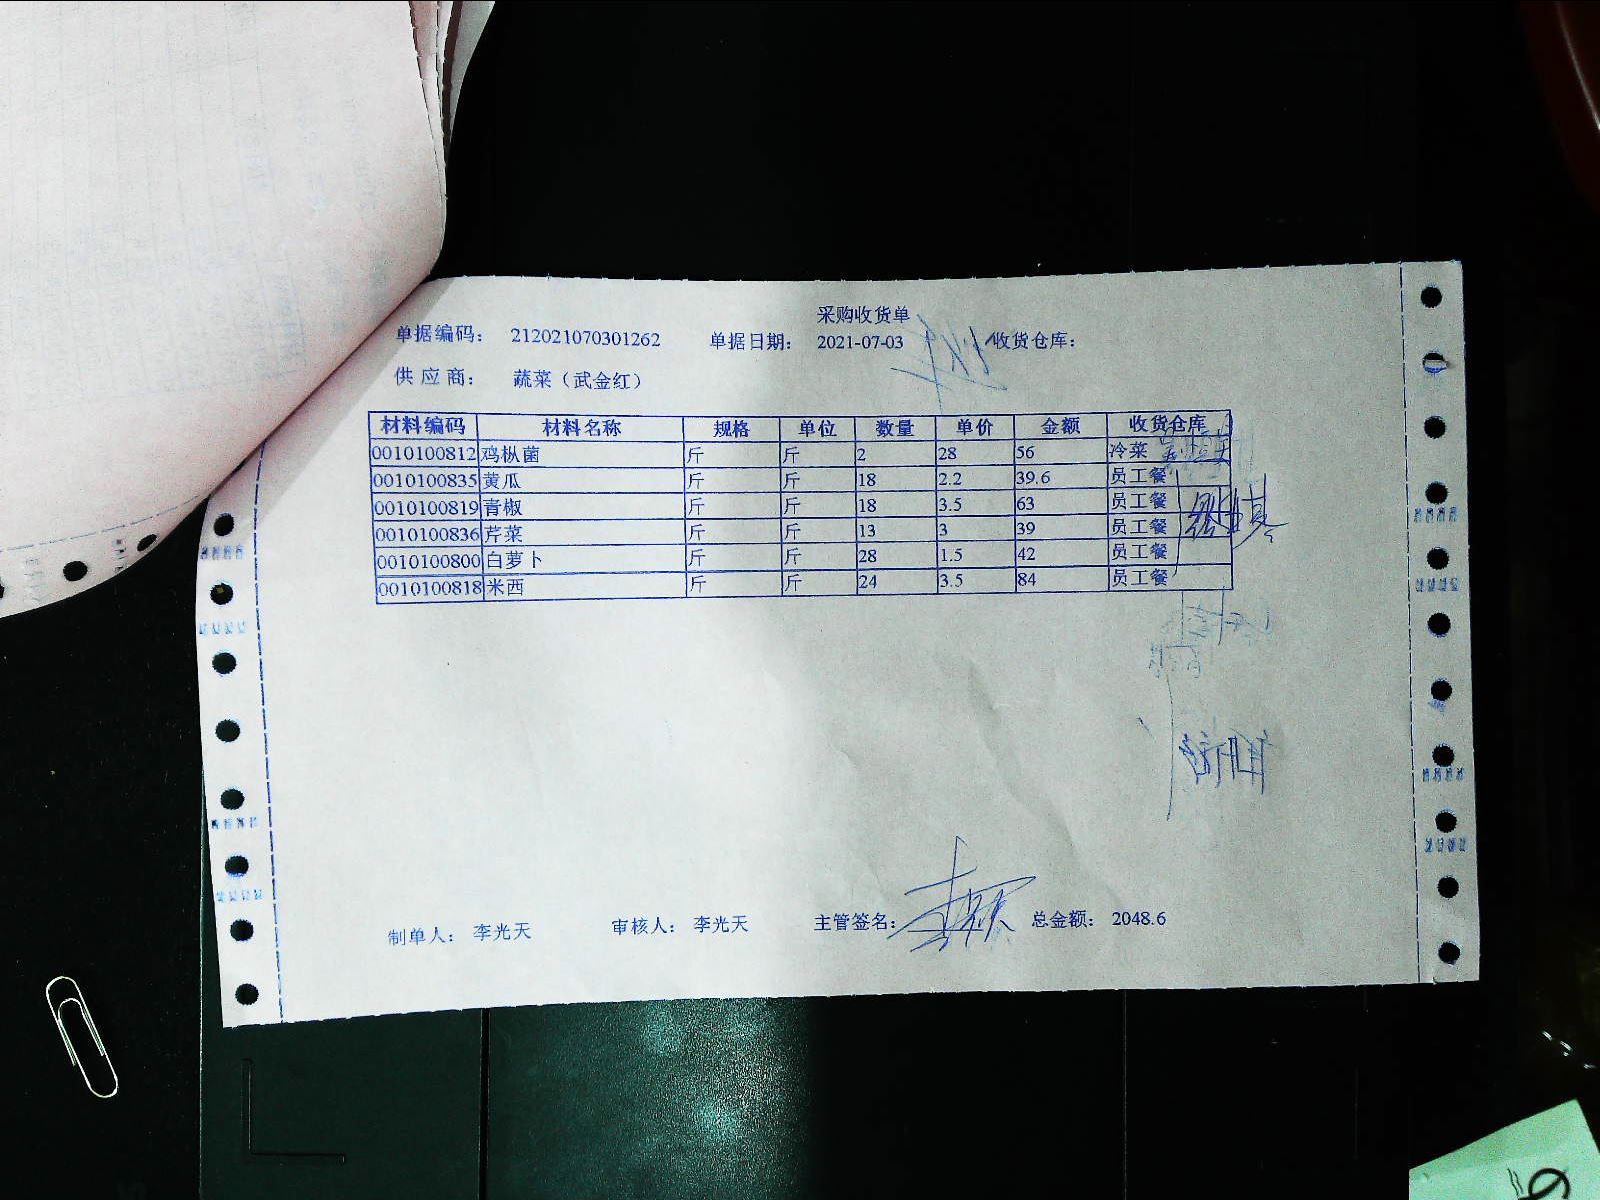 采购收货单
单据编码： 212021070301262 单据日期： 2021-07-03 收货仓库：
供 应 商： 蔬菜（武金红）
材料编码 材料名称 规格 单位 数量 单价 金额 收货仓库
0010100812 鸡枞菌 斤 斤 2 28 56 冷菜
0010100835 黄瓜 斤 斤 18 2.2 39.6 员工餐
0010100819 青椒 斤 斤 18 3.5 63 员工餐
0010100836 芹菜 斤 斤 13 3 39 员工餐
0010100800 白萝卜 斤 斤 28 1.5 42 员工餐
0010100818 米西 斤 斤 24 3.5 84 员工餐
制单人： 李光天 审核人： 李光天 主管签名： 总金额： 2048.6